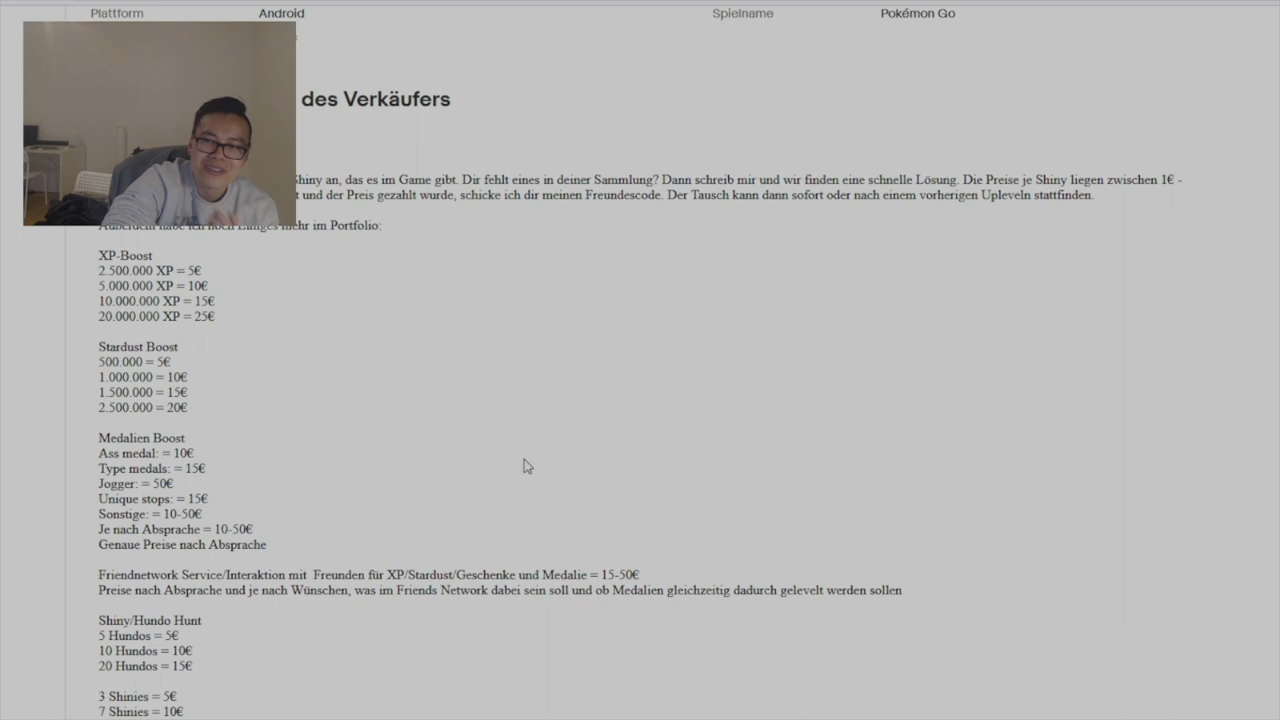 Plattform Android Spielname Pokémon Go
des Verkäufers
Shiny an, das es im Game gibt. Dir fehlt eines in deiner Sammlung? Dann schreib mir und wir finden eine schnelle Lösung. Die Preise je Shiny liegen zwischen 1€ -
t und der Preis gezahlt wurde, schicke ich dir meinen Freundescode. Der Tausch kann dann sofort oder nach einem vorherigen Upleveln stattfinden.
Außerdem habe ich noch Einiges mehr im Portfolio:
XP-Boost
2.500.000 XP = 5€
5.000.000 XP = 10€
10.000.000 XP = 15€
20.000.000 XP = 25€
Stardust Boost
500.000 = 5€
1.000.000 = 10€
1.500.000 = 15€
2.500.000 = 20€
Medalien Boost
Ass medal: = 10€
Type medals: = 15€
Jogger: = 50€
Unique stops: = 15€
Sonstige: = 10-50€
Je nach Absprache = 10-50€
Genaue Preise nach Absprache
Friendnetwork Service/Interaktion mit Freunden für XP/Stardust/Geschenke und Medalie = 15-50€
Preise nach Absprache und je nach Wünschen, was im Friends Network dabei sein soll und ob Medalien gleichzeitig dadurch gelevelt werden sollen
Shiny/Hundo Hunt
5 Hundos = 5€
10 Hundos = 10€
20 Hundos = 15€
3 Shinies = 5€
7 Shinies = 10€